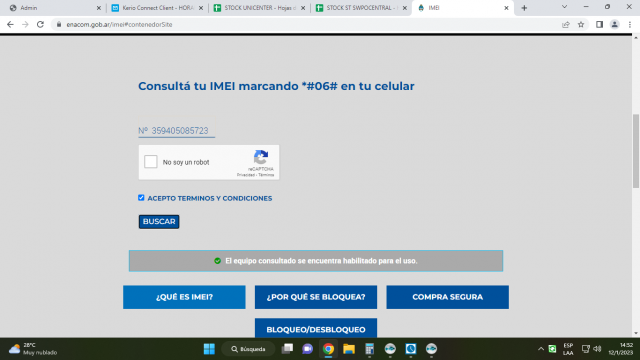 Admin
Kerio Connect Client - HORA
STOCK UNICENTER - Hojas d
STOCK ST SWPOCENTRAL -
IMEI
enacom.gob.ar/imei#contenedorSite
Consultá tu IMEI marcando *#06# en tu celular
Nº 359405085723
No soy un robot
reCAPTCHA
Privacidad - Términos
ACEPTO TERMINOS Y CONDICIONES
BUSCAR
El equipo consultado se encuentra habilitado para el uso.
¿QUÉ ES IMEI?
¿POR QUÉ SE BLOQUEA?
COMPRA SEGURA
BLOQUEO/DESBLOQUEO
28°C
Muy nublado
Búsqueda
ESP
LAA
14:52
12/1/2023